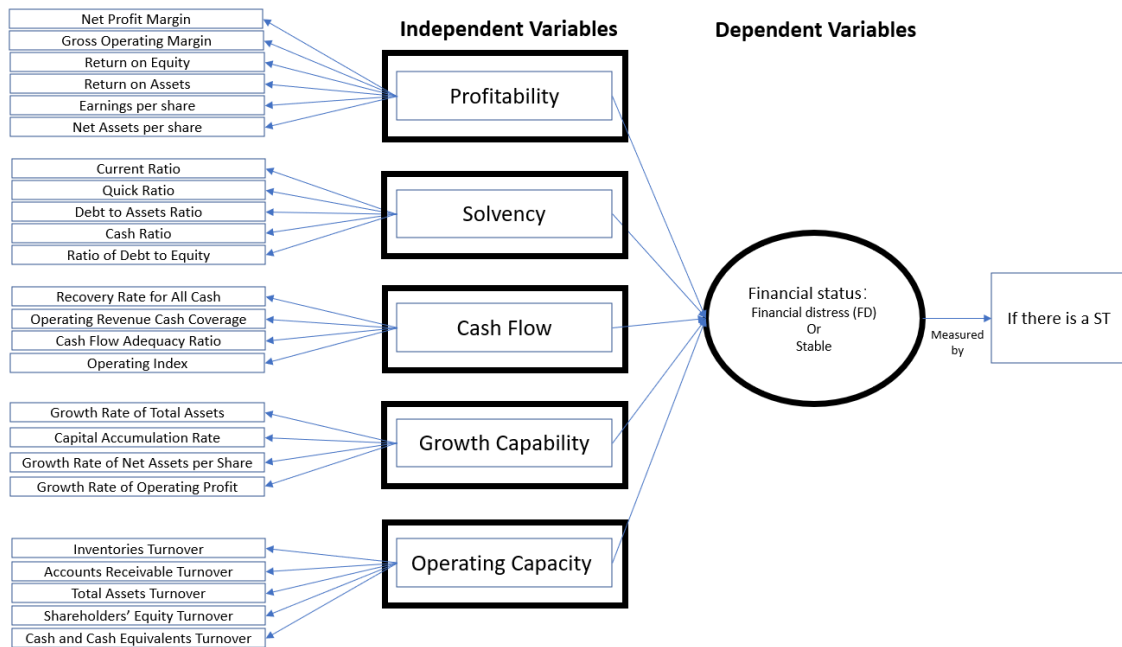 Independent Variables
Dependent Variables
Net Profit Margin
Gross Operating Margin
Return on Equity
Return on Assets
Earnings per share
Net Assets per share
Profitability
Current Ratio
Quick Ratio
Debt to Assets Ratio
Cash Ratio
Ratio of Debt to Equity
Solvency
Recovery Rate for All Cash
Operating Revenue Cash Coverage
Cash Flow Adequacy Ratio
Operating Index
Cash Flow
Growth Rate of Total Assets
Capital Accumulation Rate
Growth Rate of Net Assets per Share
Growth Rate of Operating Profit
Growth Capability
Inventories Turnover
Accounts Receivable Turnover
Total Assets Turnover
Shareholders’ Equity Turnover
Cash and Cash Equivalents Turnover
Operating Capacity
Financial status：
Financial distress (FD)
Or
Stable
Measured
by
If there is a ST